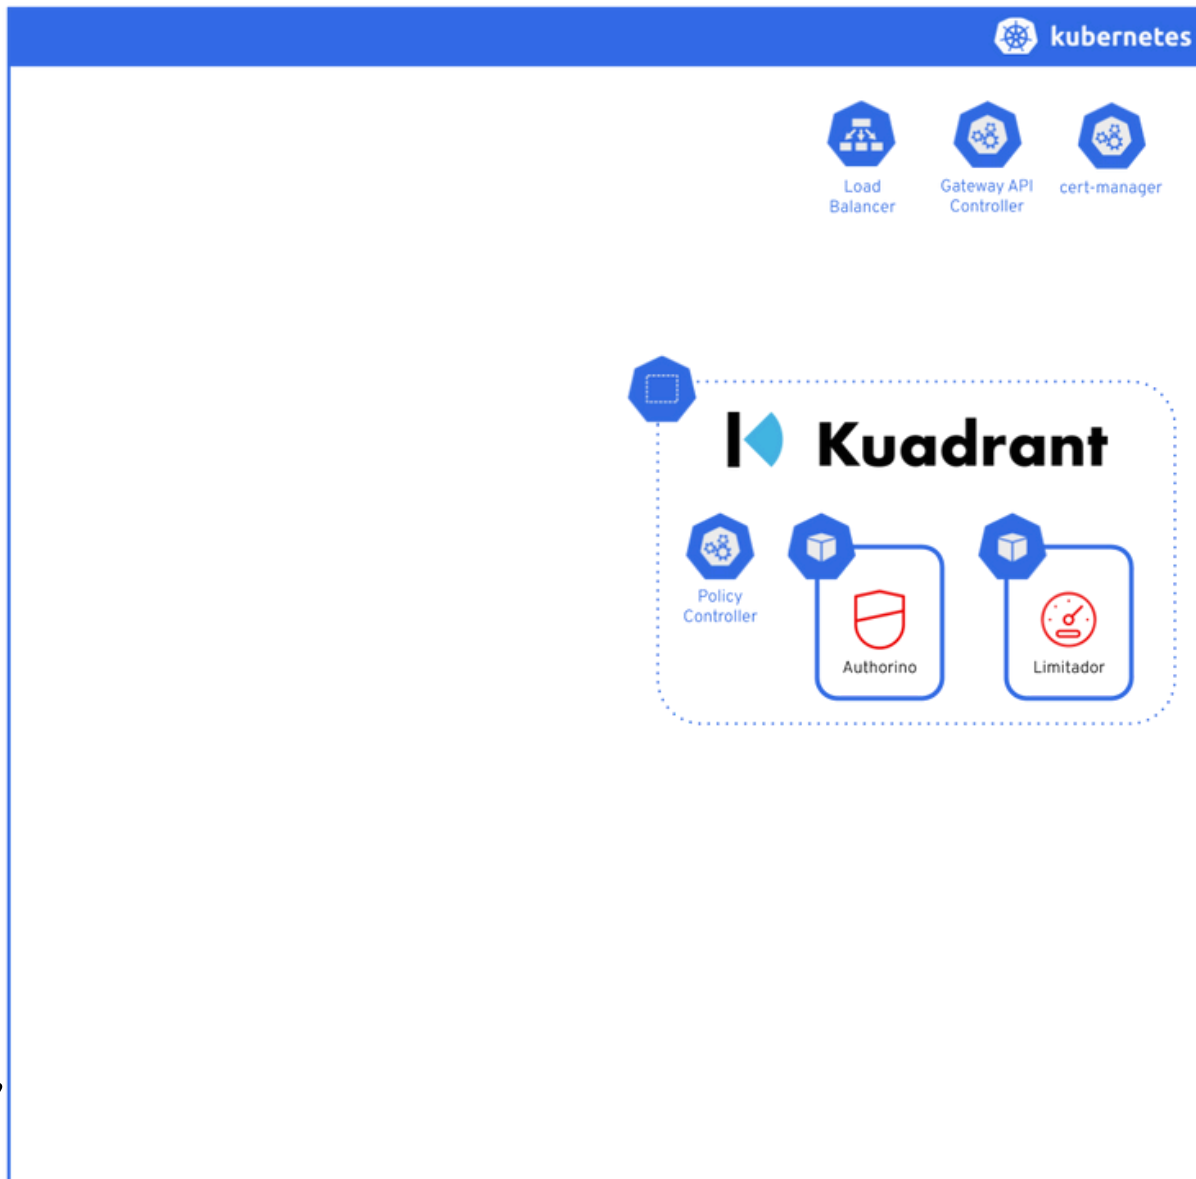 kubernetes
Load
Balancer
Gateway API
Controller
cert-manager
Kuadrant
Policy
Controller
Authorino
Limitador